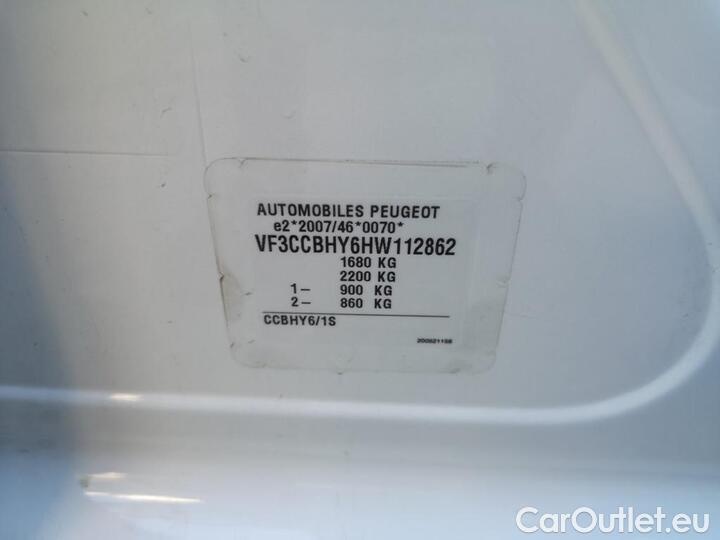 AUTOMOBILES PEUGEOT
e2*2007/46*0070*
VF3CCBHY6HW112862
1680 KG
2200 KG
1– 900 KG
2– 860 KG
CCBHY6/1S
CarOutlet.eu